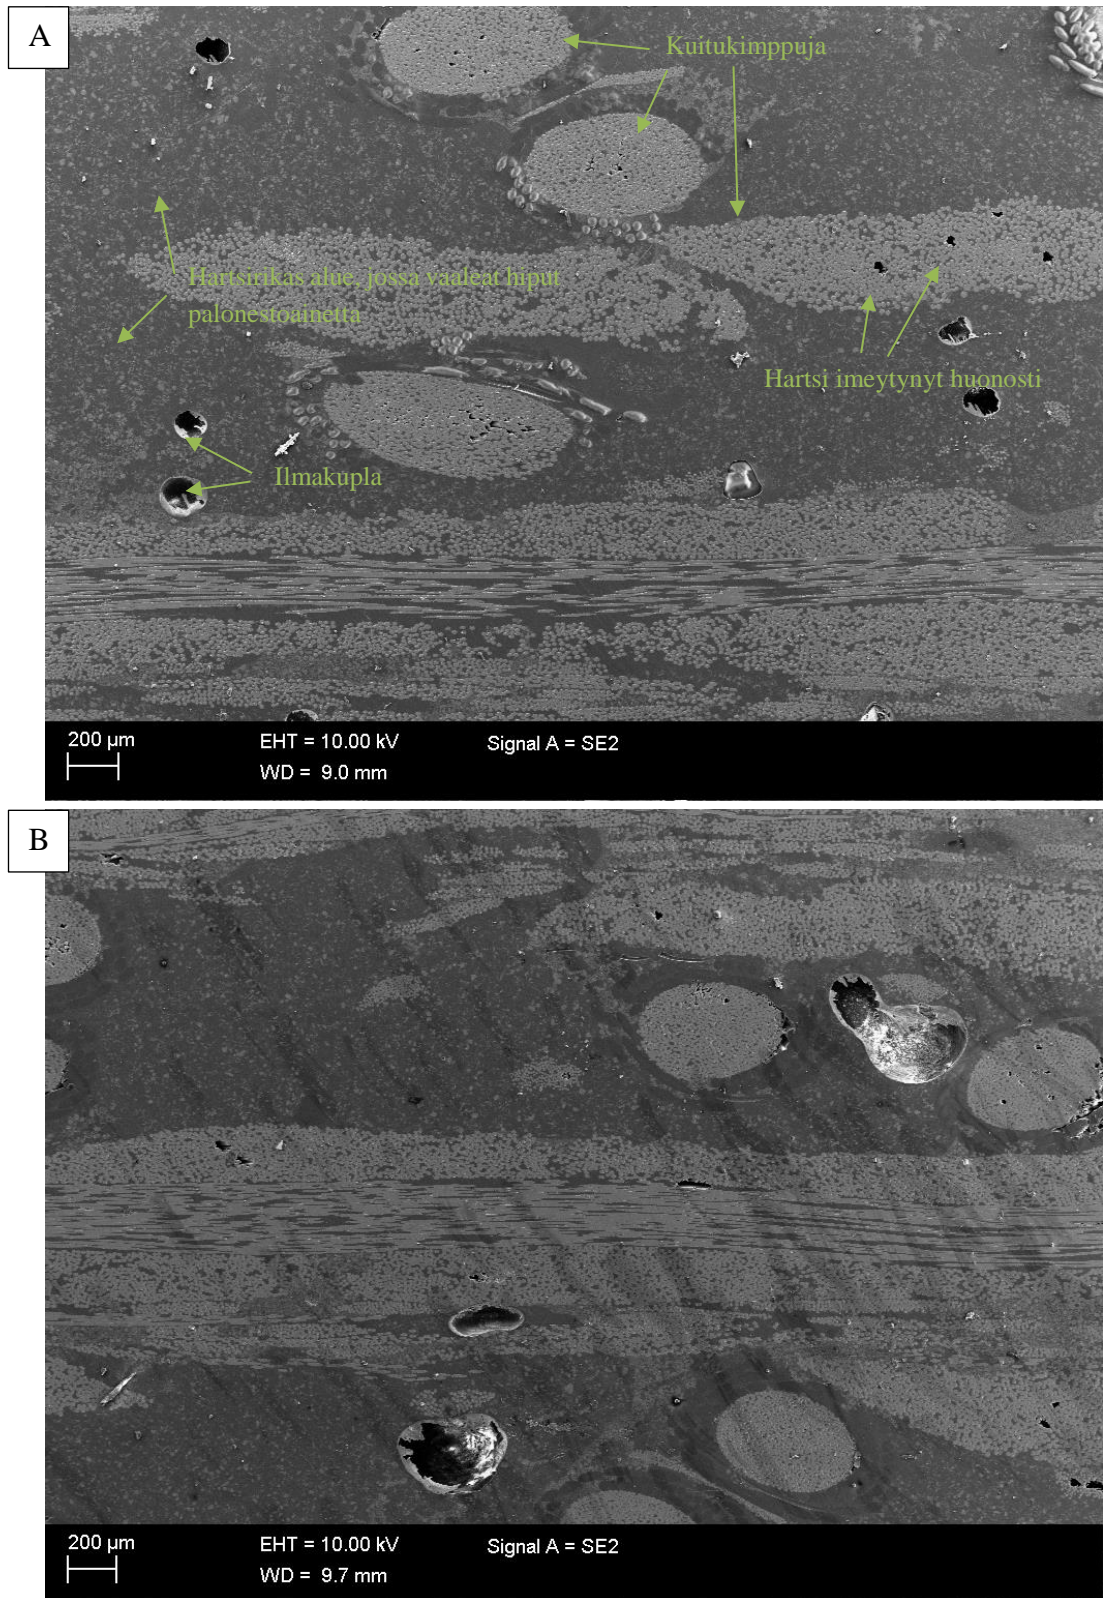 A
Kuitukimppuja
Hartsirikas alue, jossa vaaleat hiput
palonestoainetta
Hartsi imeytynyt huonosti
Ilmakupla
200 µm
EHT = 10.00 kV
Signal A = SE2
WD = 9.0 mm
B
200 µm
EHT = 10.00 kV
Signal A = SE2
WD = 9.7 mm